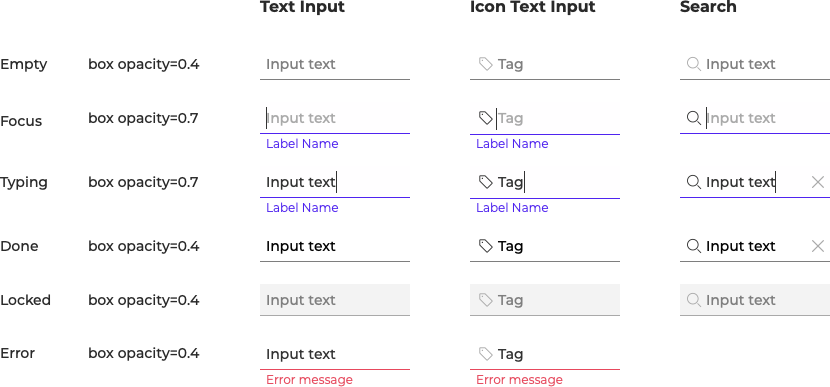 Text Input Icon Text Input Search
Empty box opacity=0.4 Input text Tag Input text
Focus box opacity=0.7 Input text Tag Input text
Label Name Label Name
Typing box opacity=0.7 Input text Tag Input text
Label Name Label Name
Done box opacity=0.4 Input text Tag Input text
Locked box opacity=0.4 Input text Tag Input text
Error box opacity=0.4 Input text Tag
Error message Error message